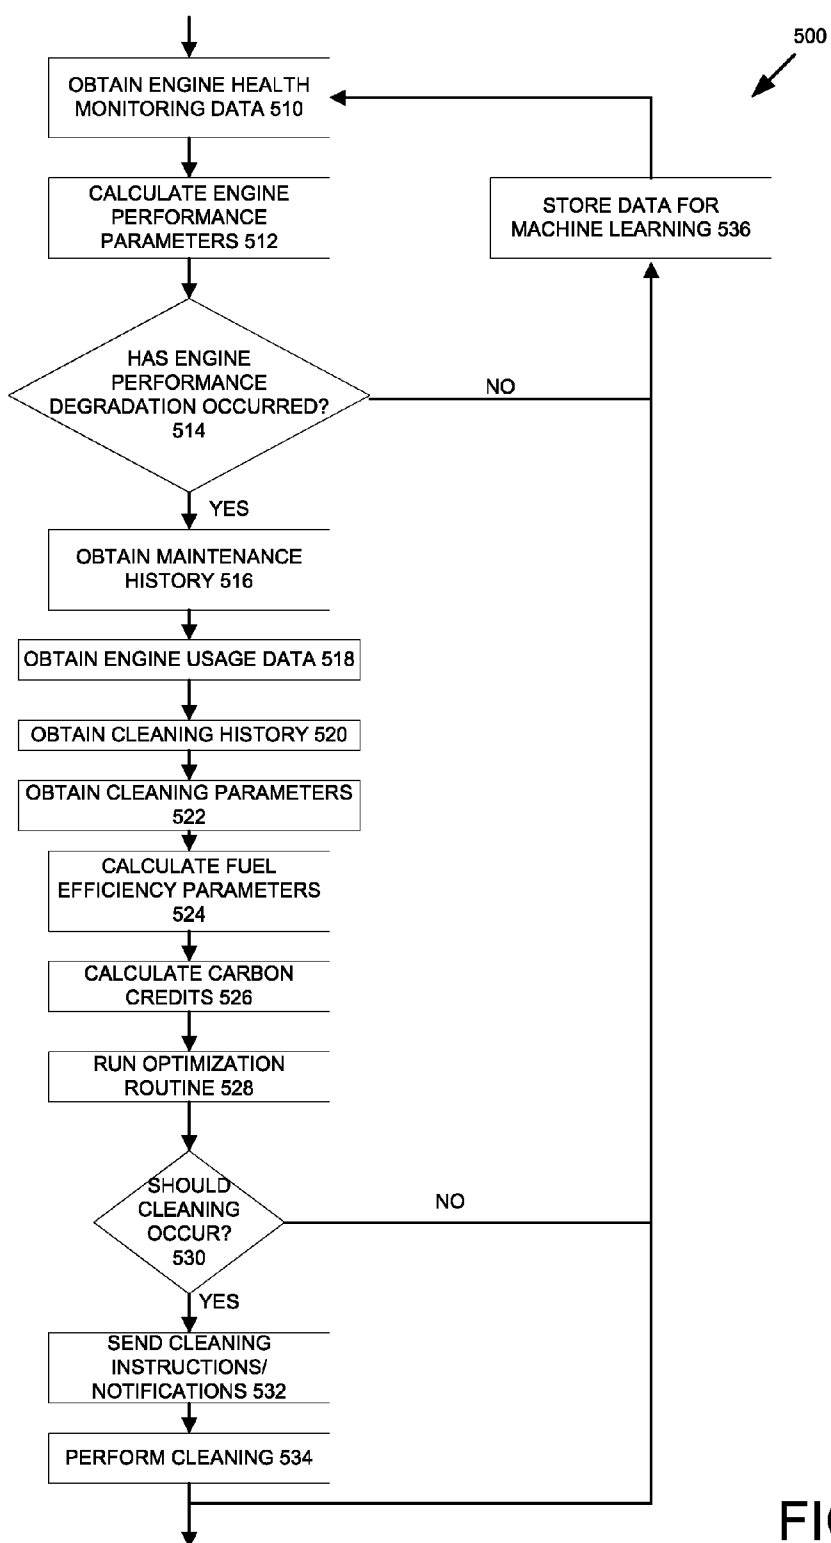 500
OBTAIN ENGINE HEALTH
MONITORING DATA 510
CALCULATE ENGINE
PERFORMANCE
PARAMETERS 512
STORE DATA FOR
MACHINE LEARNING 536
HAS ENGINE
PERFORMANCE
DEGRADATION OCCURRED?
514
NO
YES
OBTAIN MAINTENANCE
HISTORY 516
OBTAIN ENGINE USAGE DATA 518
OBTAIN CLEANING HISTORY 520
OBTAIN CLEANING PARAMETERS
522
CALCULATE FUEL
EFFICIENCY PARAMETERS
524
CALCULATE CARBON
CREDITS 526
RUN OPTIMIZATION
ROUTINE 528
SHOULD
CLEANING
OCCUR?
530
NO
YES
SEND CLEANING
INSTRUCTIONS/
NOTIFICATIONS 532
PERFORM CLEANING 534